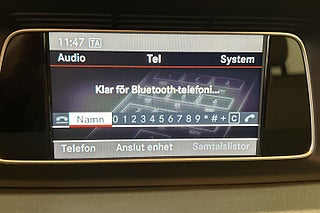 11:47 TA
Audio Tel System
Klar för Bluetooth-telefoni...
Namn 0 1 2 3 4 5 6 7 8 9 * # + C
Telefon Anslut enhet Samtalslistor